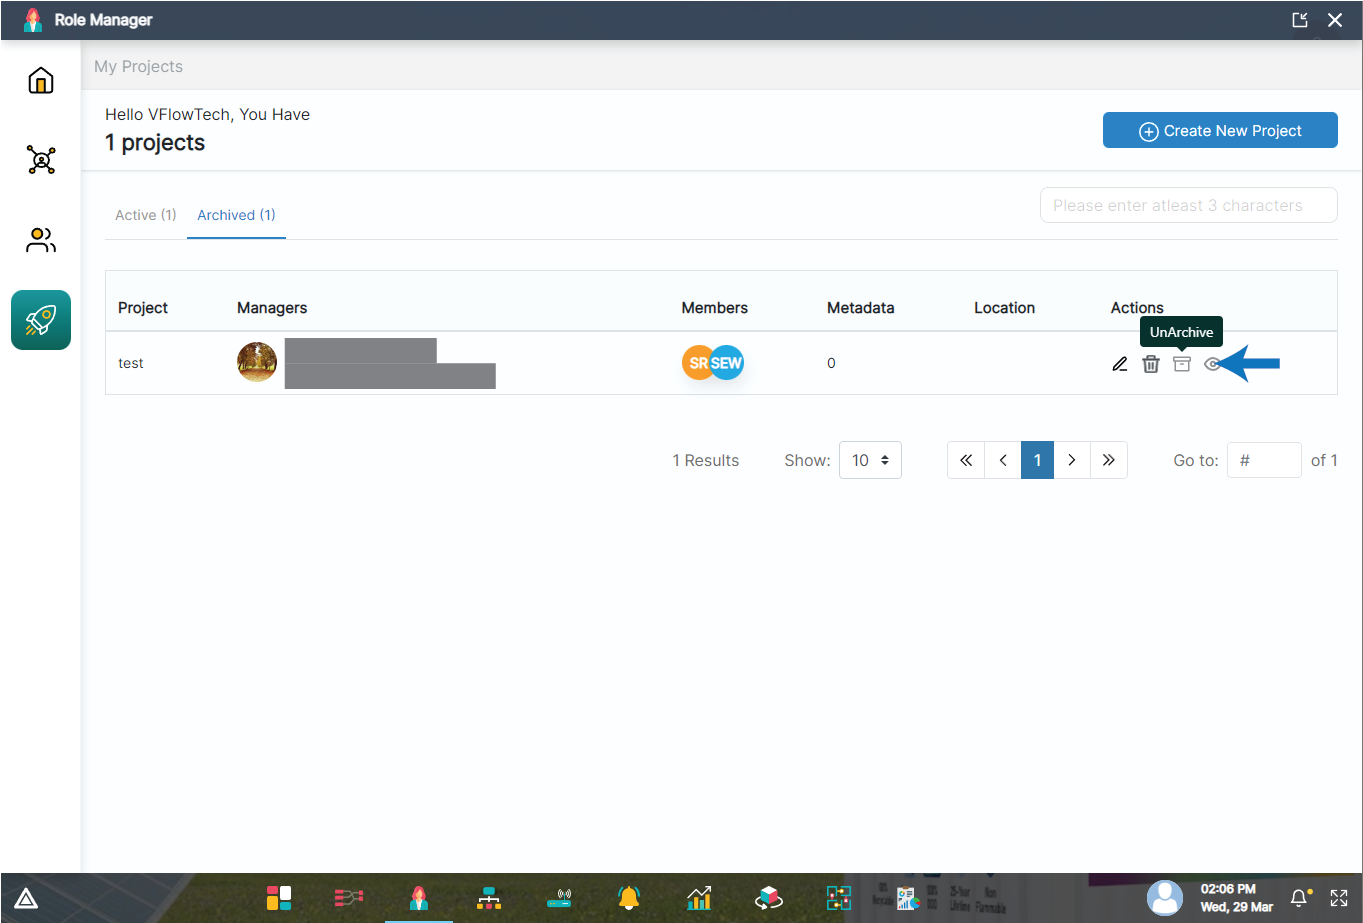 Role Manager
My Projects
Hello VFlowTech, You Have
1 projects
Create New Project
Active (1) Archived (1)
Please enter atleast 3 characters
Project Managers Members Metadata Location Actions
UnArchive
test SR SEW 0
1 Results Show: 10 1 Go to: # of 1
02:06 PM
Wed, 29 Mar